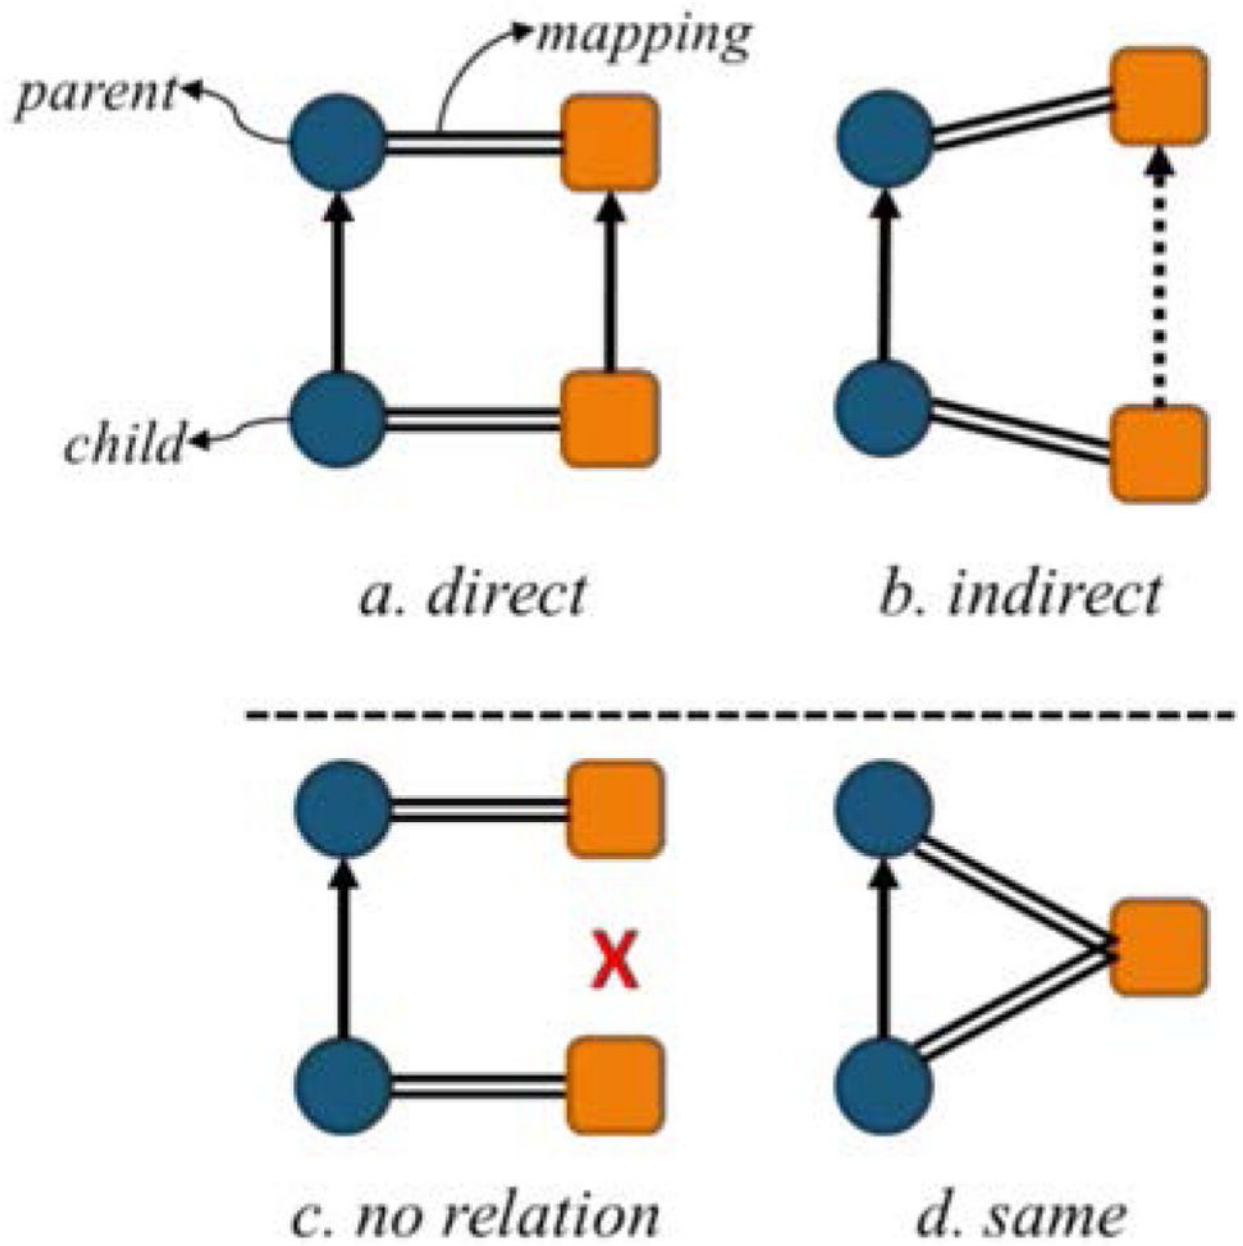 mapping
parent
child
a. direct
b. indirect
X
c. no relation
d. same